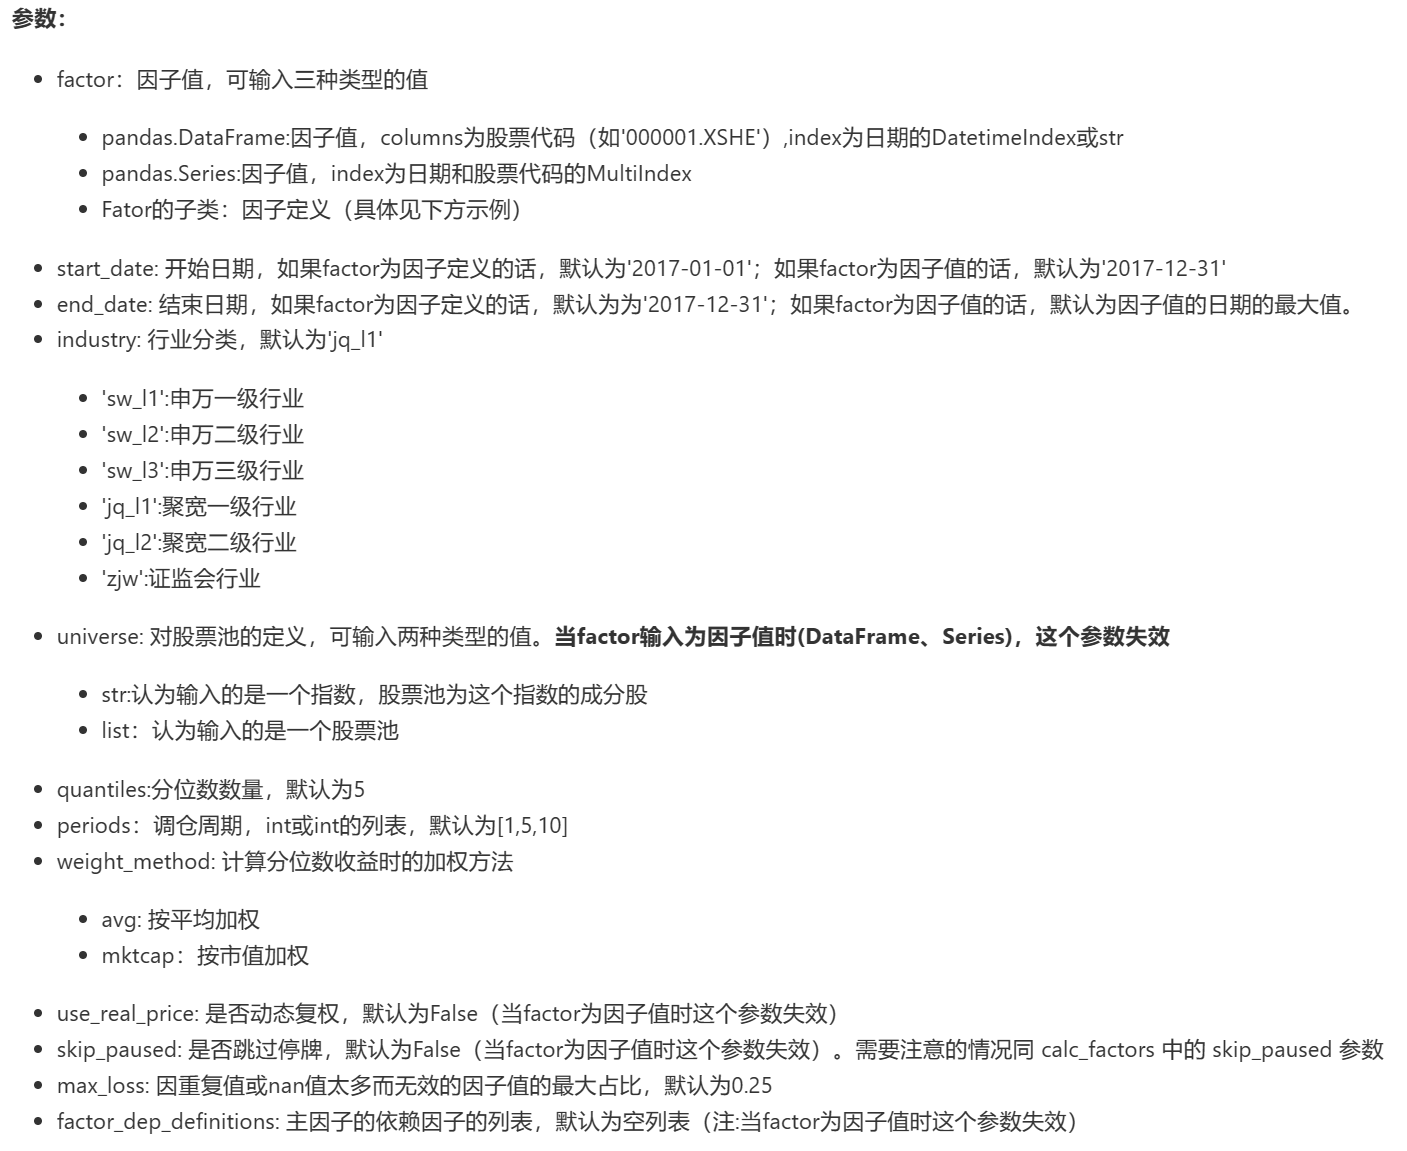 参数：
factor：因子值，可输入三种类型的值
pandas.DataFrame:因子值，columns为股票代码（如'000001.XSHE'）,index为日期的DatetimeIndex或str
pandas.Series:因子值，index为日期和股票代码的MultiIndex
Fator的子类：因子定义（具体见下方示例）
start_date: 开始日期，如果factor为因子定义的话，默认为'2017-01-01'；如果factor为因子值的话，默认为'2017-12-31'
end_date: 结束日期，如果factor为因子定义的话，默认为为'2017-12-31'；如果factor为因子值的话，默认为因子值的日期的最大值。
industry: 行业分类，默认为'jq_l1'
'sw_l1':申万一级行业
'sw_l2':申万二级行业
'sw_l3':申万三级行业
'jq_l1':聚宽一级行业
'jq_l2':聚宽二级行业
'zjw':证监会行业
universe: 对股票池的定义，可输入两种类型的值。当factor输入为因子值时(DataFrame、Series)，这个参数失效
str:认为输入的是一个指数，股票池为这个指数的成分股
list：认为输入的是一个股票池
quantiles:分位数数量，默认为5
periods：调仓周期，int或int的列表，默认为[1,5,10]
weight_method: 计算分位数收益时的加权方法
avg: 按平均加权
mktcap：按市值加权
use_real_price: 是否动态复权，默认为False（当factor为因子值时这个参数失效）
skip_paused: 是否跳过停牌，默认为False（当factor为因子值时这个参数失效）。需要注意的情况同 calc_factors 中的 skip_paused 参数
max_loss: 因重复值或nan值太多而无效的因子值的最大占比，默认为0.25
factor_dep_definitions: 主因子的依赖因子的列表，默认为空列表（注:当factor为因子值时这个参数失效）